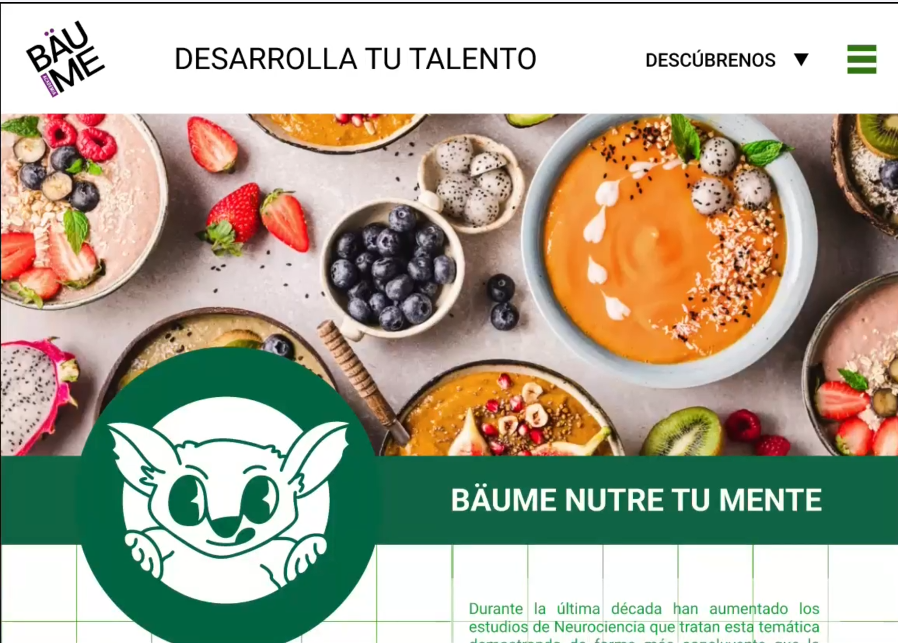 BÄU
ME
DESARROLLA TU TALENTO
DESCÚBRENOS
BÄUME NUTRE TU MENTE
Durante la última década han aumentado los
estudios de Neurociencia que tratan esta temática